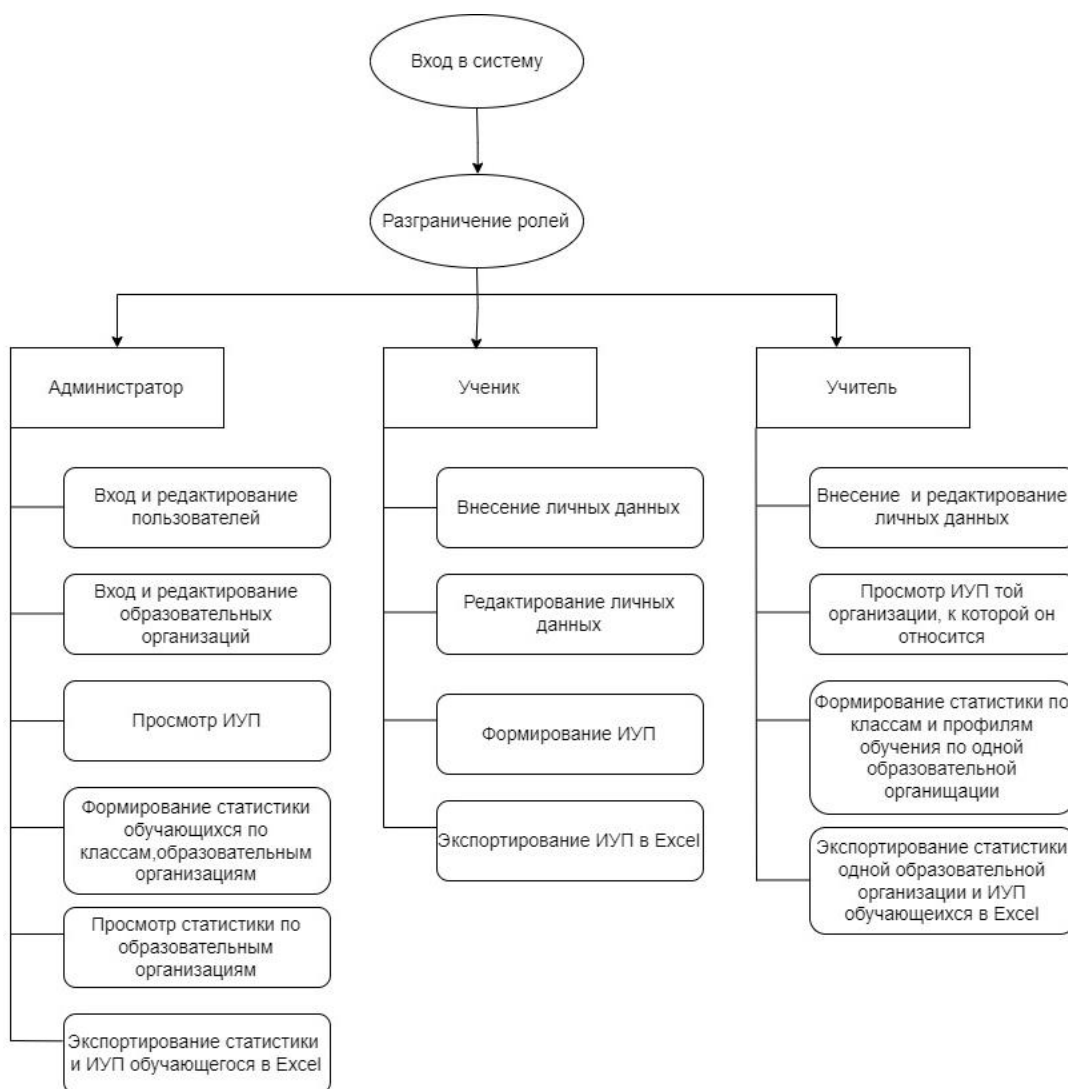 Вход в систему
Разграничение ролей
Администратор
Вход и редактирование
пользователей
Вход и редактирование
образовательных
организаций
Просмотр ИУП
Формирование статистики
обучающихся по
классам,образовательным
организациям
Просмотр статистики по
образовательным
организациям
Экспортирование статистики
и ИУП обучающегося в Excel
Ученик
Внесение личных данных
Редактирование личных
данных
Формирование ИУП
Экспортирование ИУП в Excel
Учитель
Внесение и редактирование
личных данных
Просмотр ИУП той
организации, к которой он
относится
Формирование статистики по
классам и профилям
обучения по одной
образовательной
органищации
Экспортирование статистики
одной образовательной
организации и ИУП
обучающеихся в Excel